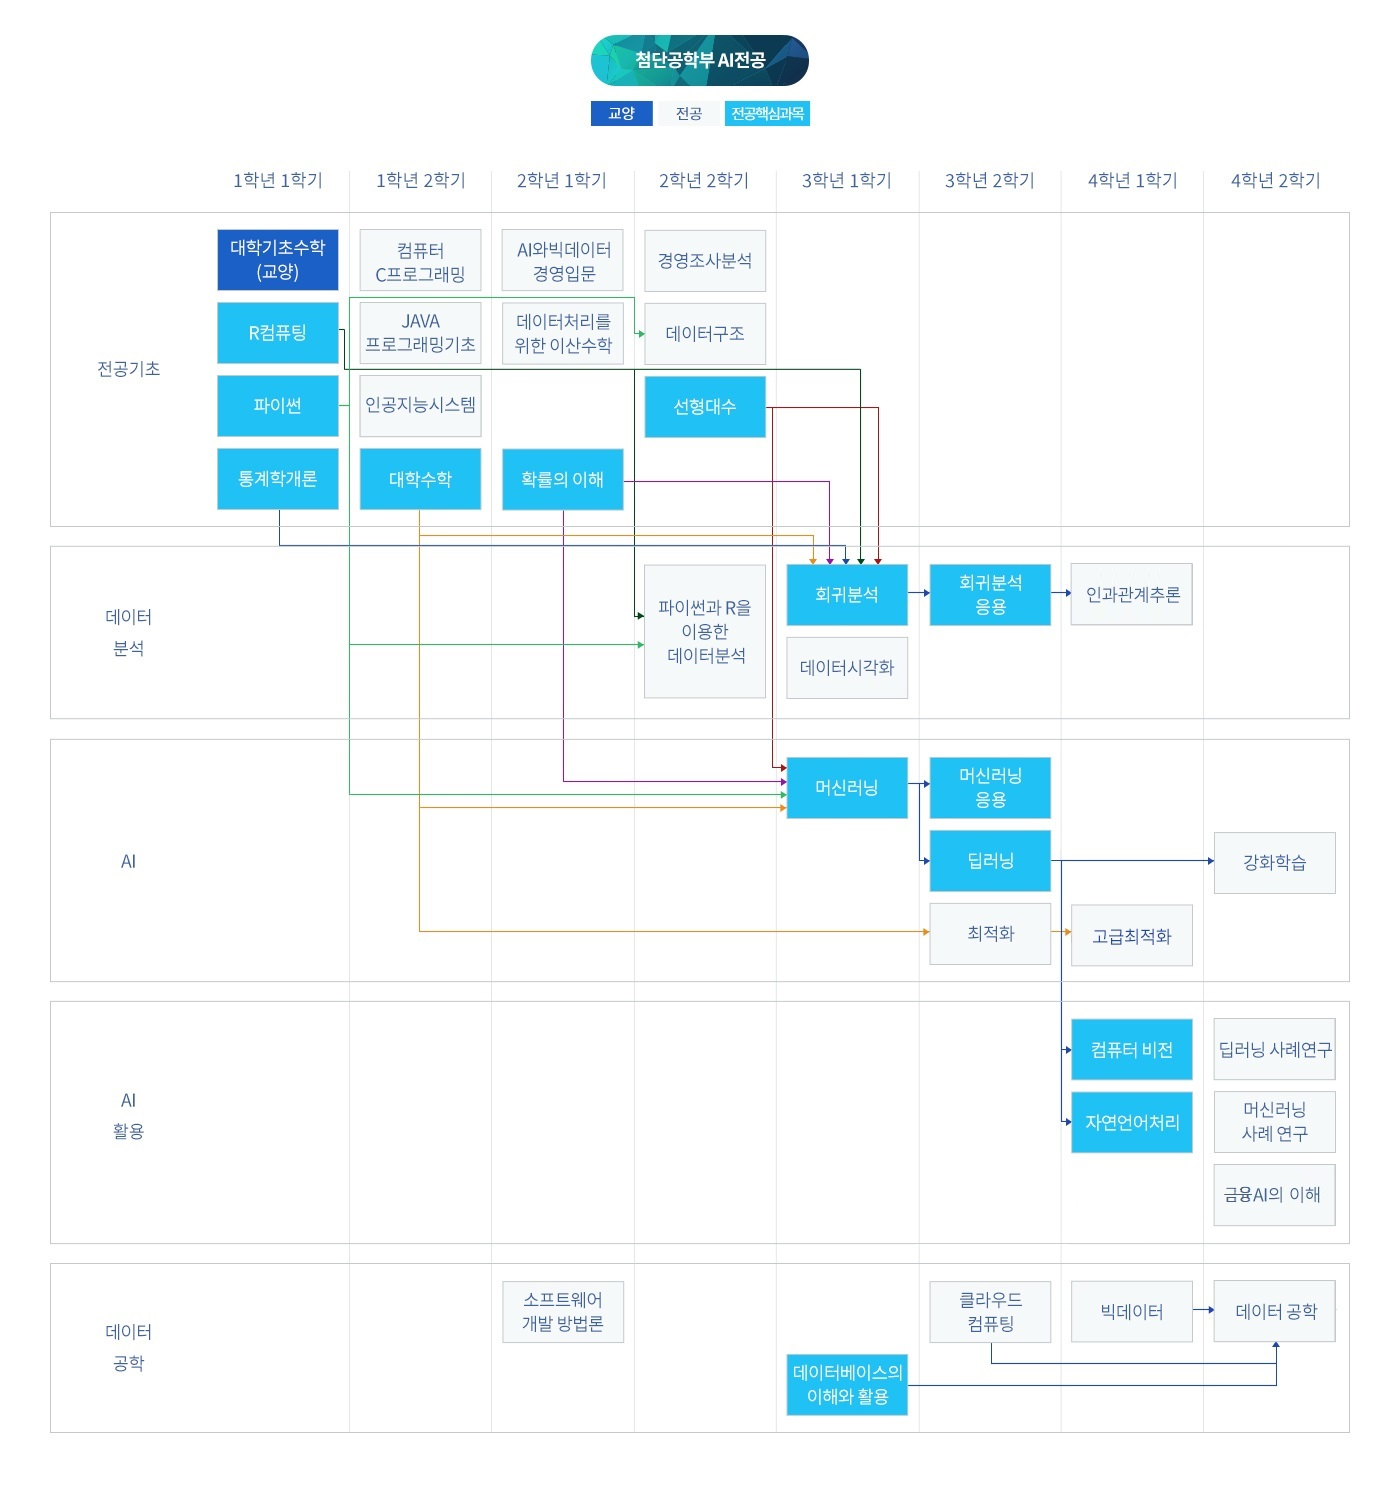 첨단공학부 AI전공
교양 전공 전공핵심과목
1학년 1학기 1학년 2학기 2학년 1학기 2학년 2학기 3학년 1학기 3학년 2학기 4학년 1학기 4학년 2학기
전공기초
대학기초수학
(교양)
컴퓨터
C프로그래밍
AI와빅데이터
경영입문
경영조사분석
R컴퓨팅
JAVA
프로그래밍기초
데이터처리를
위한 이산수학
데이터구조
파이썬
인공지능시스템
선형대수
통계학개론
대학수학
확률의 이해
데이터
분석
파이썬과 R을
이용한
데이터분석
회귀분석
회귀분석
응용
인과관계추론
데이터시각화
AI
머신러닝
머신러닝
응용
딥러닝
강화학습
최적화
고급최적화
AI
활용
컴퓨터 비전
딥러닝 사례연구
자연언어처리
머신러닝
사례 연구
금융AI의 이해
데이터
공학
소프트웨어
개발 방법론
클라우드
컴퓨팅
빅데이터
데이터 공학
데이터베이스의
이해와 활용